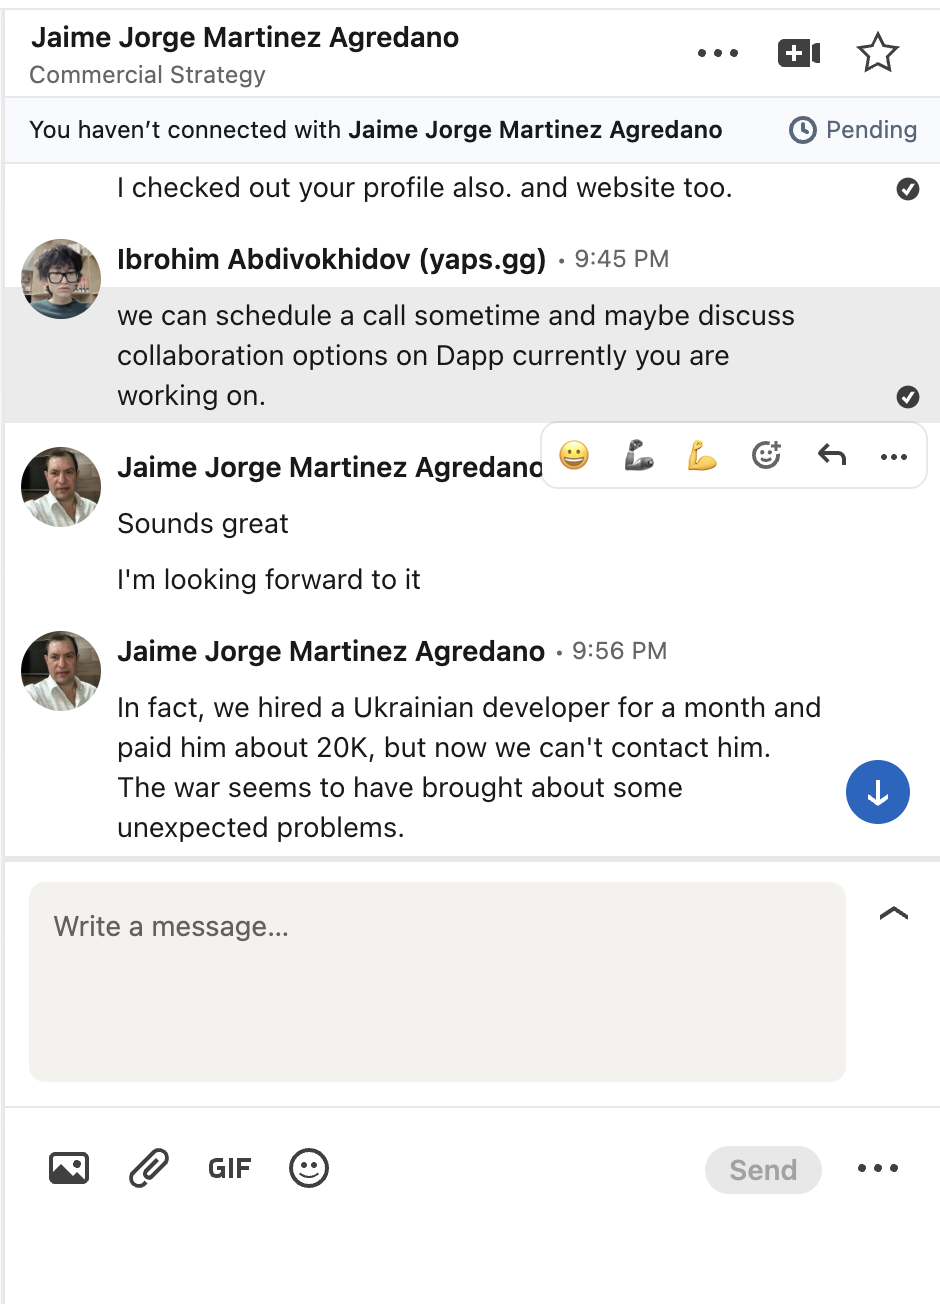 Jaime Jorge Martinez Agredano
Commercial Strategy
You haven’t connected with Jaime Jorge Martinez Agredano
Pending
I checked out your profile also. and website too.
Ibrohim Abdivokhidov (yaps.gg) • 9:45 PM
we can schedule a call sometime and maybe discuss
collaboration options on Dapp currently you are
working on.
Jaime Jorge Martinez Agredano
Sounds great
I'm looking forward to it
Jaime Jorge Martinez Agredano • 9:56 PM
In fact, we hired a Ukrainian developer for a month and
paid him about 20K, but now we can't contact him.
The war seems to have brought about some
unexpected problems.
Write a message...
GIF
Send